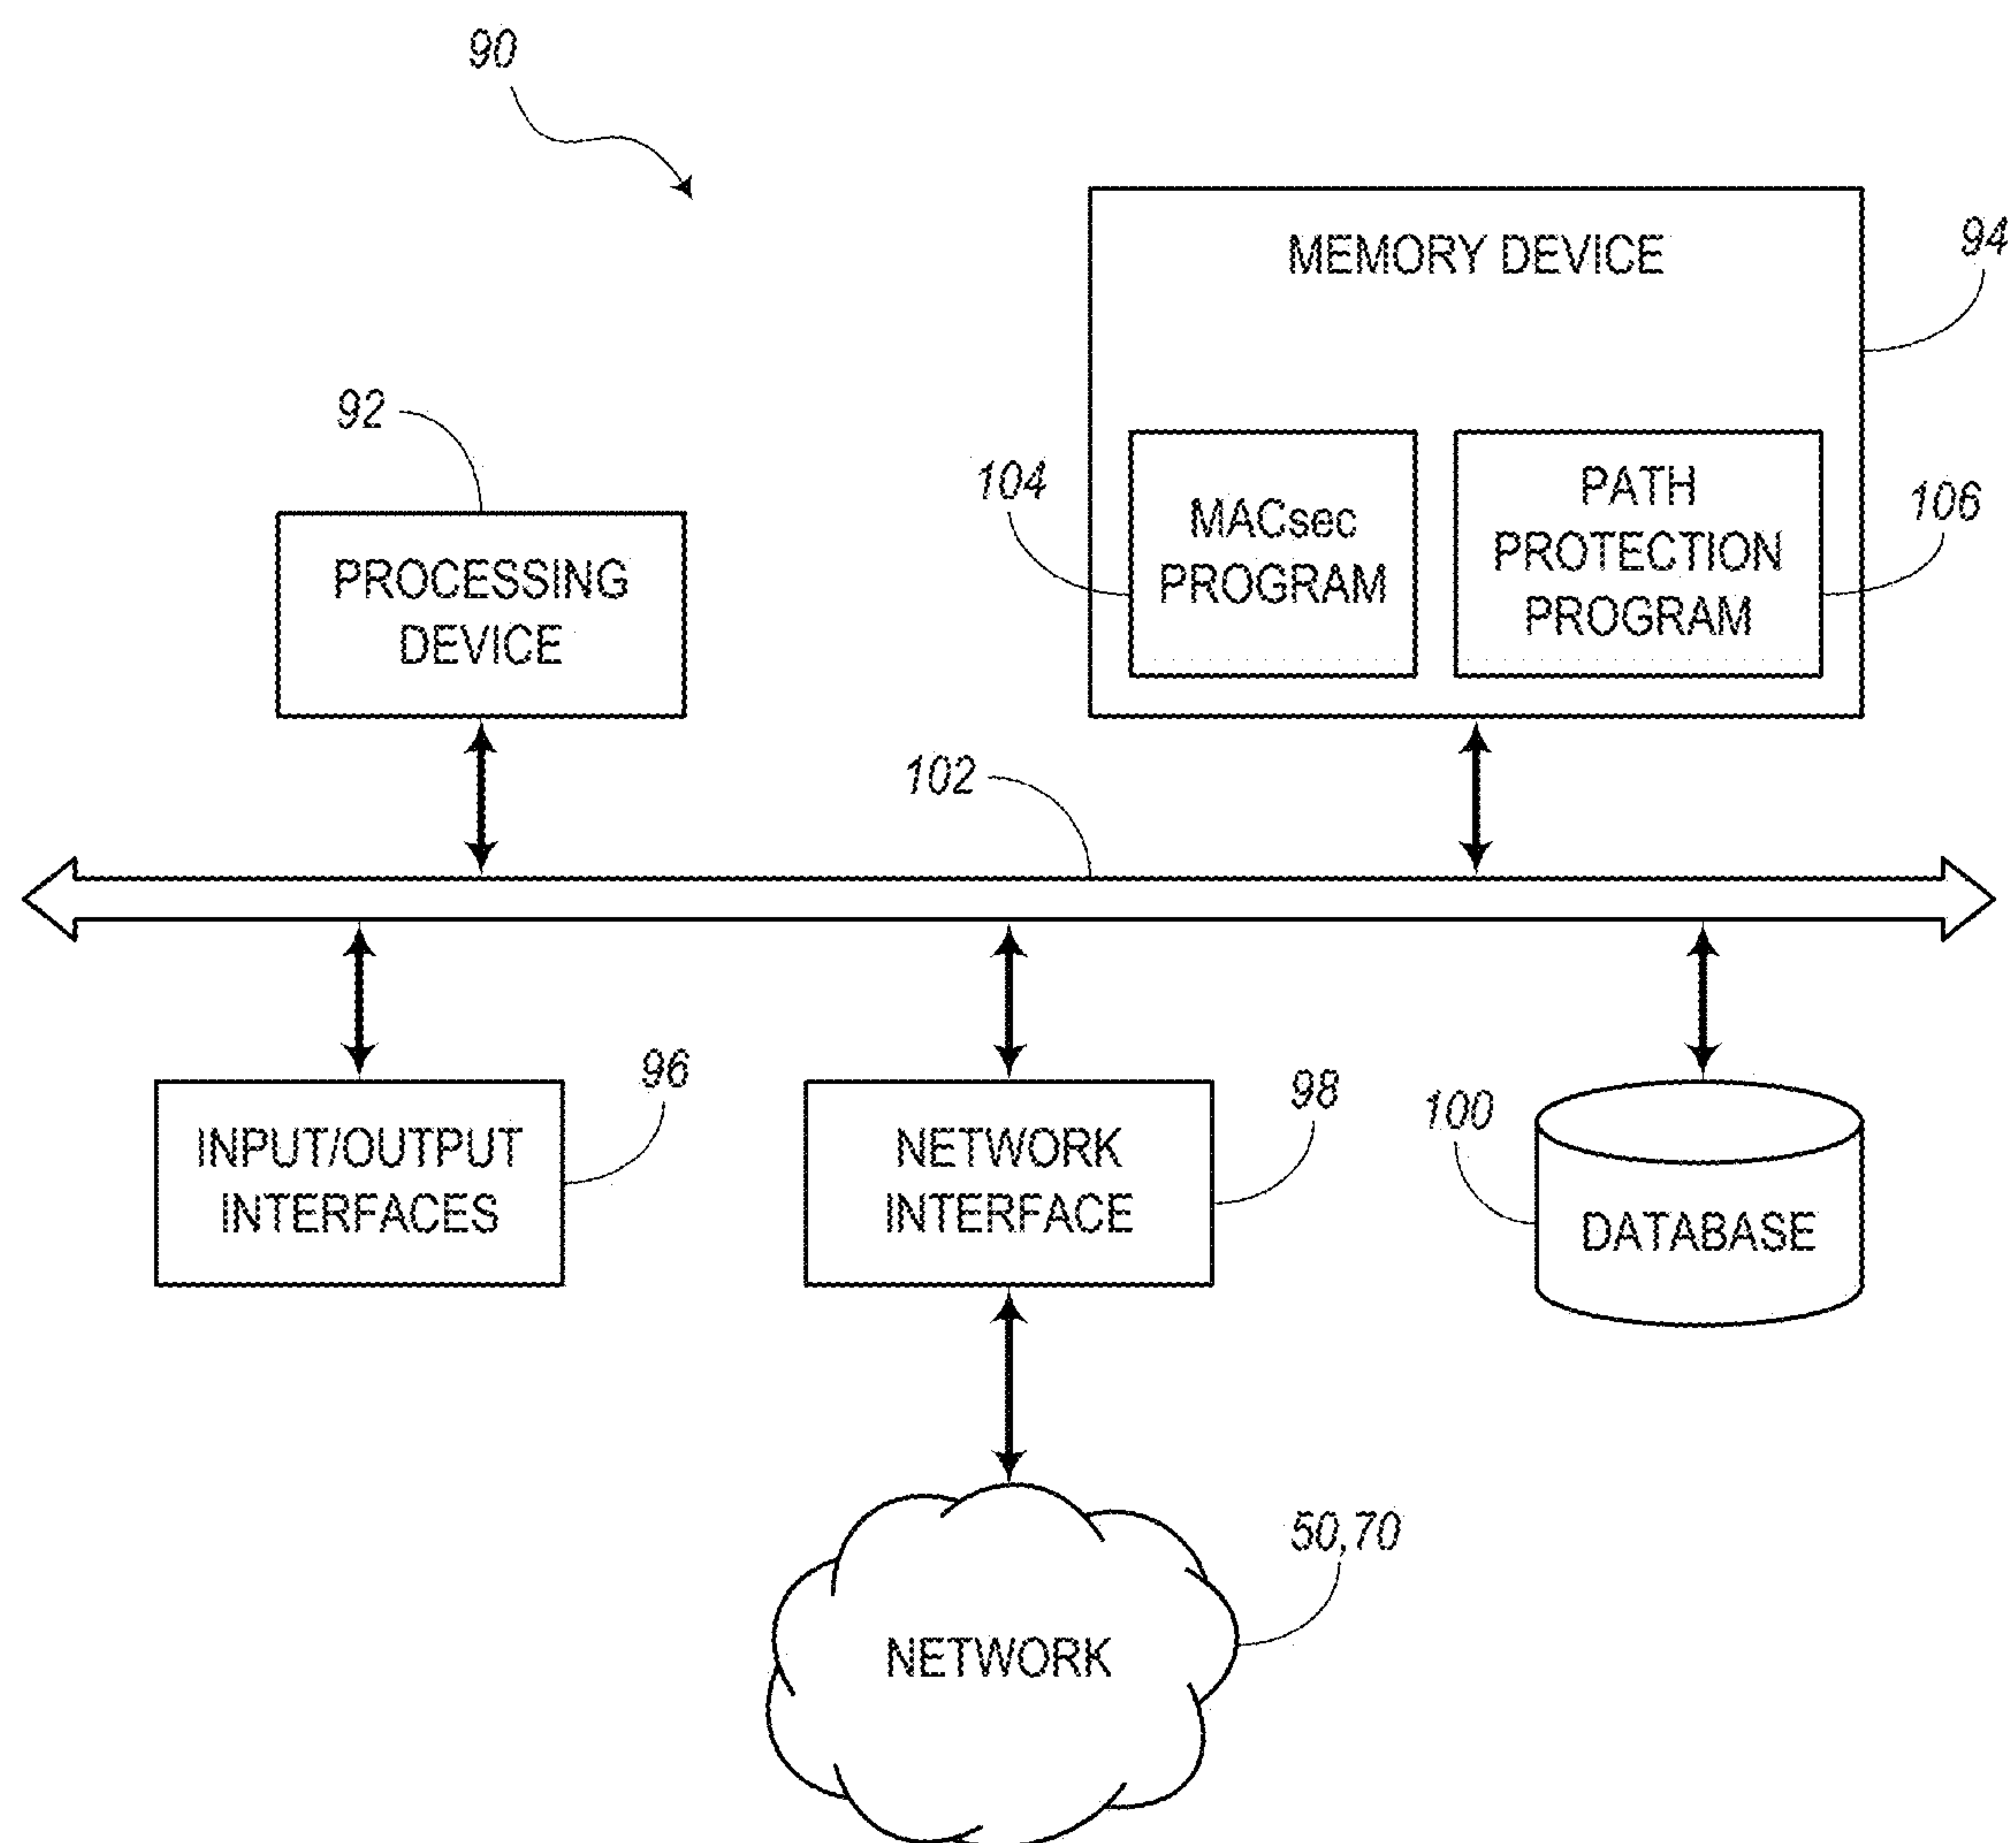 90
MEMORY DEVICE
94
92
104
MACsec
PROGRAM
PATH
PROTECTION
PROGRAM
106
PROCESSING
DEVICE
102
96
INPUT/OUTPUT
INTERFACES
NETWORK
INTERFACE
98
100
DATABASE
50,70
NETWORK